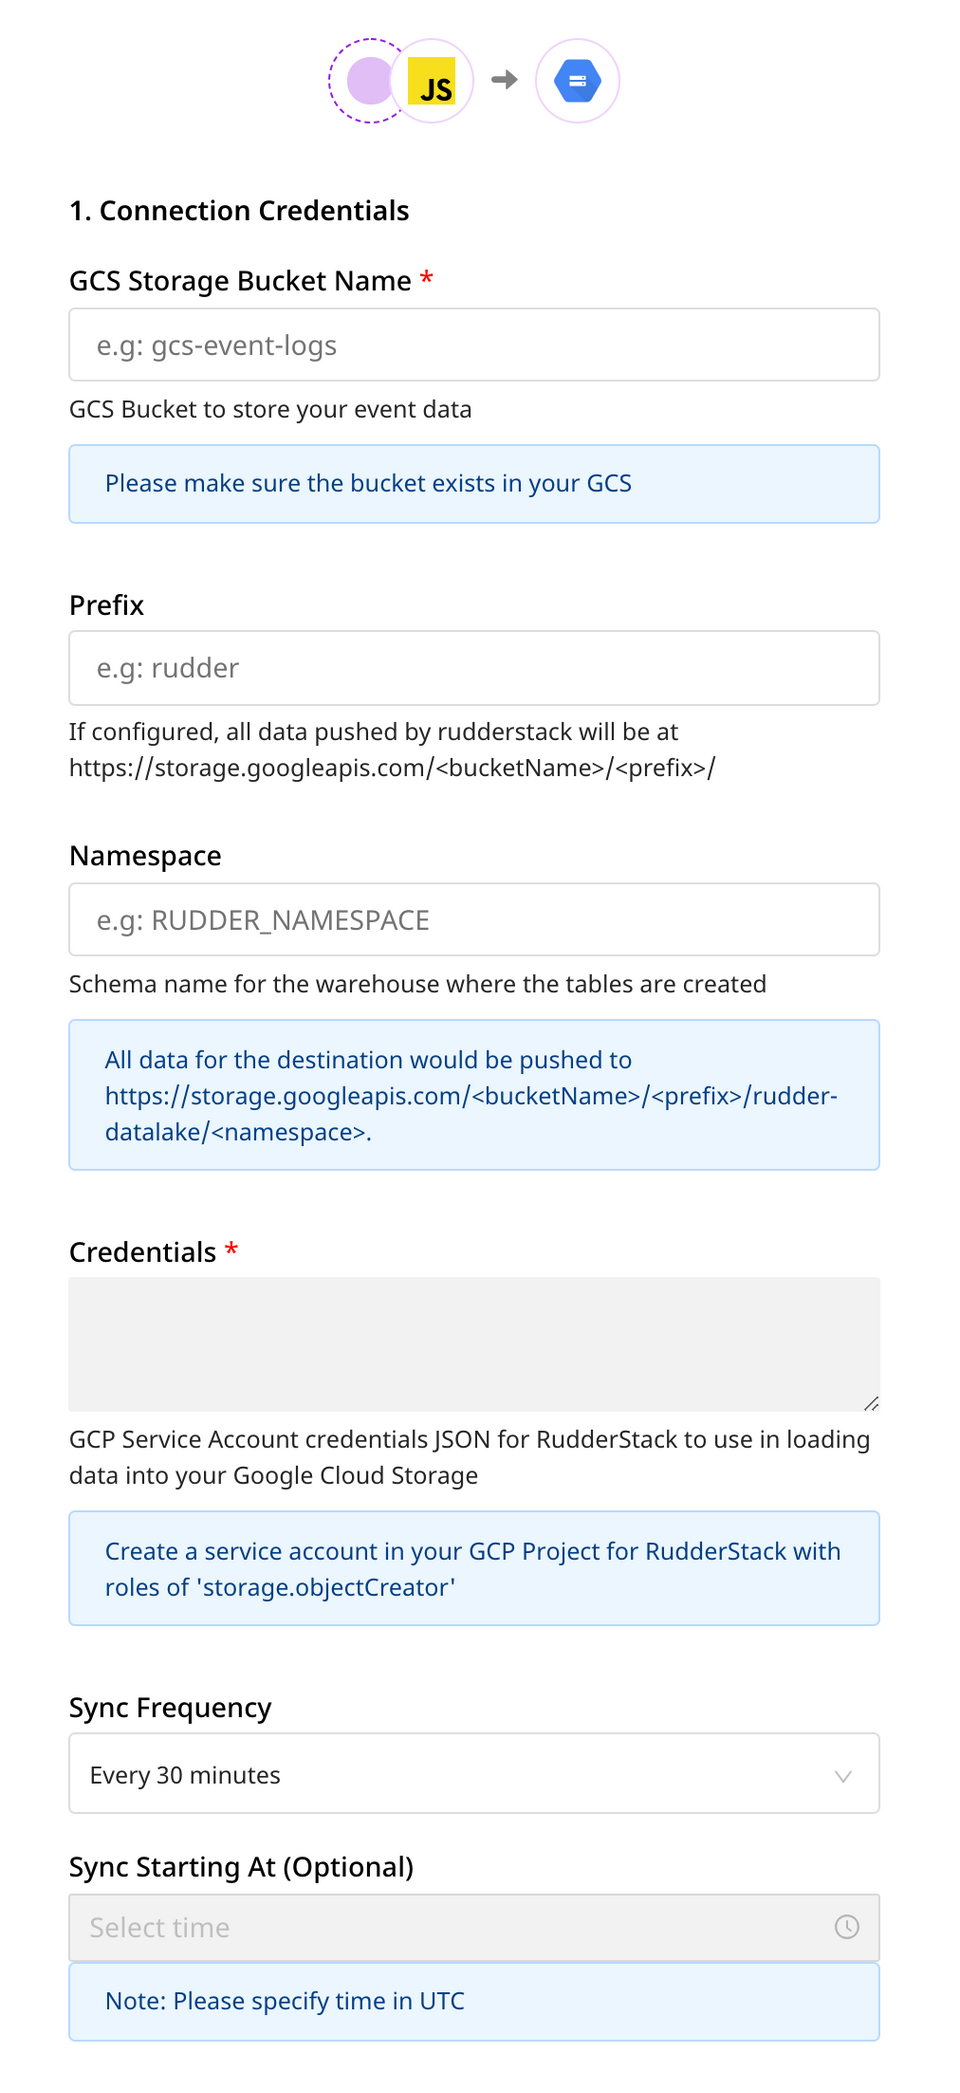 JS
1. Connection Credentials
GCS Storage Bucket Name *
e.g: gcs-event-logs
GCS Bucket to store your event data
Please make sure the bucket exists in your GCS
Prefix
e.g: rudder
If configured, all data pushed by rudderstack will be at
https://storage.googleapis.com/<bucketName>/<prefix>/
Namespace
e.g: RUDDER_NAMESPACE
Schema name for the warehouse where the tables are created
All data for the destination would be pushed to
https://storage.googleapis.com/<bucketName>/<prefix>/rudder-
datalake/<namespace>.
Credentials *
GCP Service Account credentials JSON for RudderStack to use in loading
data into your Google Cloud Storage
Create a service account in your GCP Project for RudderStack with
roles of 'storage.objectCreator'
Sync Frequency
Every 30 minutes
Sync Starting At (Optional)
Select time
Note: Please specify time in UTC